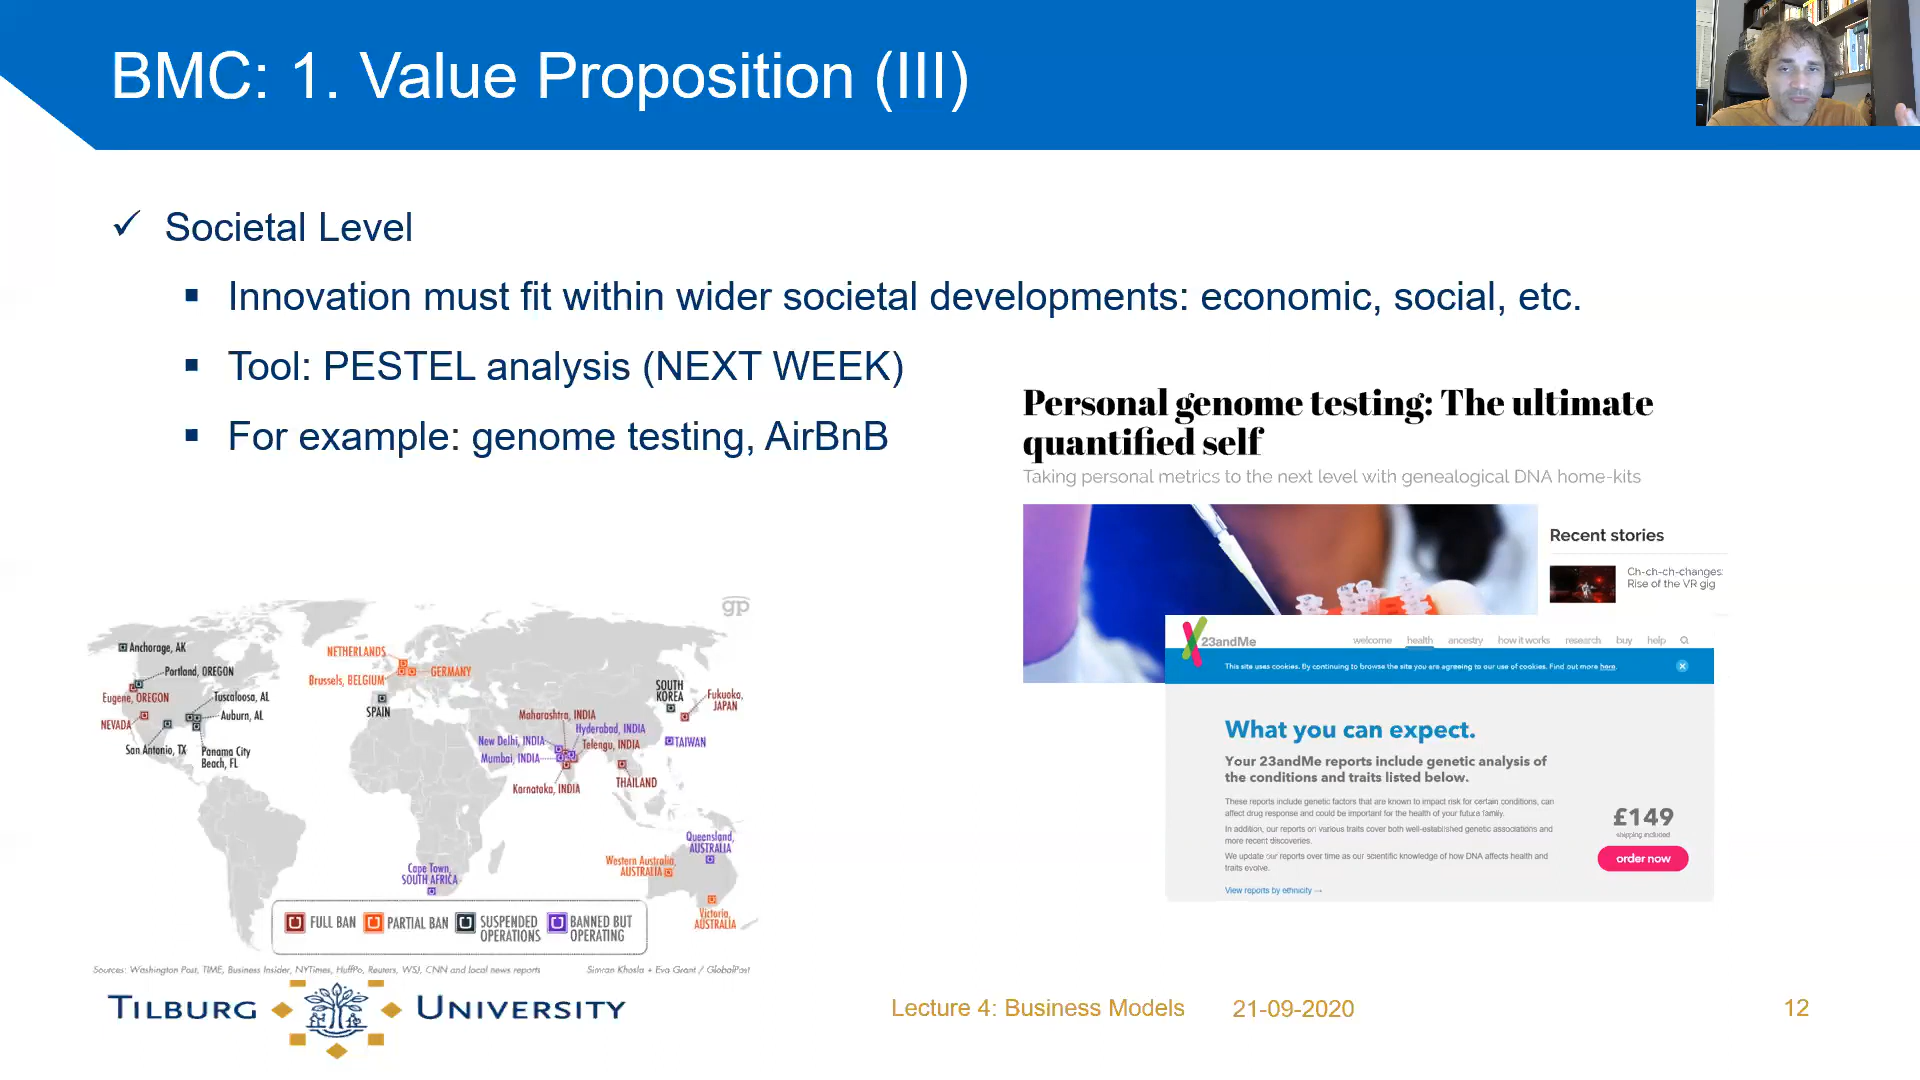 BMC: 1. Value Proposition (III)
✓ Societal Level
▪ Innovation must fit within wider societal developments: economic, social, etc.
▪ Tool: PESTEL analysis (NEXT WEEK)
▪ For example: genome testing, AirBnB
Personal genome testing: The ultimate
quantified self
Taking personal metrics to the next level with genealogical DNA home-kits
Recent stories
Ch-ch-ch-changes:
Rise of the VR gig
23andMe
welcome health ancestry how it works research buy help
This site uses cookies. By continuing to browse the site you are agreeing to our use of cookies. Find out more here.
What you can expect.
Your 23andMe reports include genetic analysis of
the conditions and traits listed below.
These reports include genetic factors that are known to impact risk for certain conditions, can
affect drug response and could be important for the health of your future family.
In addition, our reports on various traits cover both well-established genetic associations and
more recent discoveries.
We update our reports over time as our scientific knowledge of how DNA affects health and
traits evolve.
View reports by ethnicity →
£149
shipping included
order now
gp
Anchorage, AK
Portland, OREGON
Eugene, OREGON
Tuscaloosa, AL
Auburn, AL
NEVADA
San Antonio, TX
Panama City
Beach, FL
NETHERLANDS
Brussels, BELGIUM
GERMANY
SPAIN
SOUTH
KOREA
Fukuoka,
JAPAN
Maharashtra, INDIA
Hyderabad, INDIA
New Delhi, INDIA
Telengu, INDIA
TAIWAN
Mumbai, INDIA
Karnataka, INDIA
THAILAND
Queensland,
AUSTRALIA
Western Australia,
AUSTRALIA
Cape Town,
SOUTH AFRICA
Victoria,
AUSTRALIA
FULL BAN
PARTIAL BAN
SUSPENDED
OPERATIONS
BANNED BUT
OPERATING
Sources: Washington Post, TIME, Business Insider, NYTimes, HuffPo, Reuters, WSJ, CNN and local news reports
Simran Khosla + Eva Grant / GlobalPost
TILBURG UNIVERSITY
Lecture 4: Business Models 21-09-2020 12